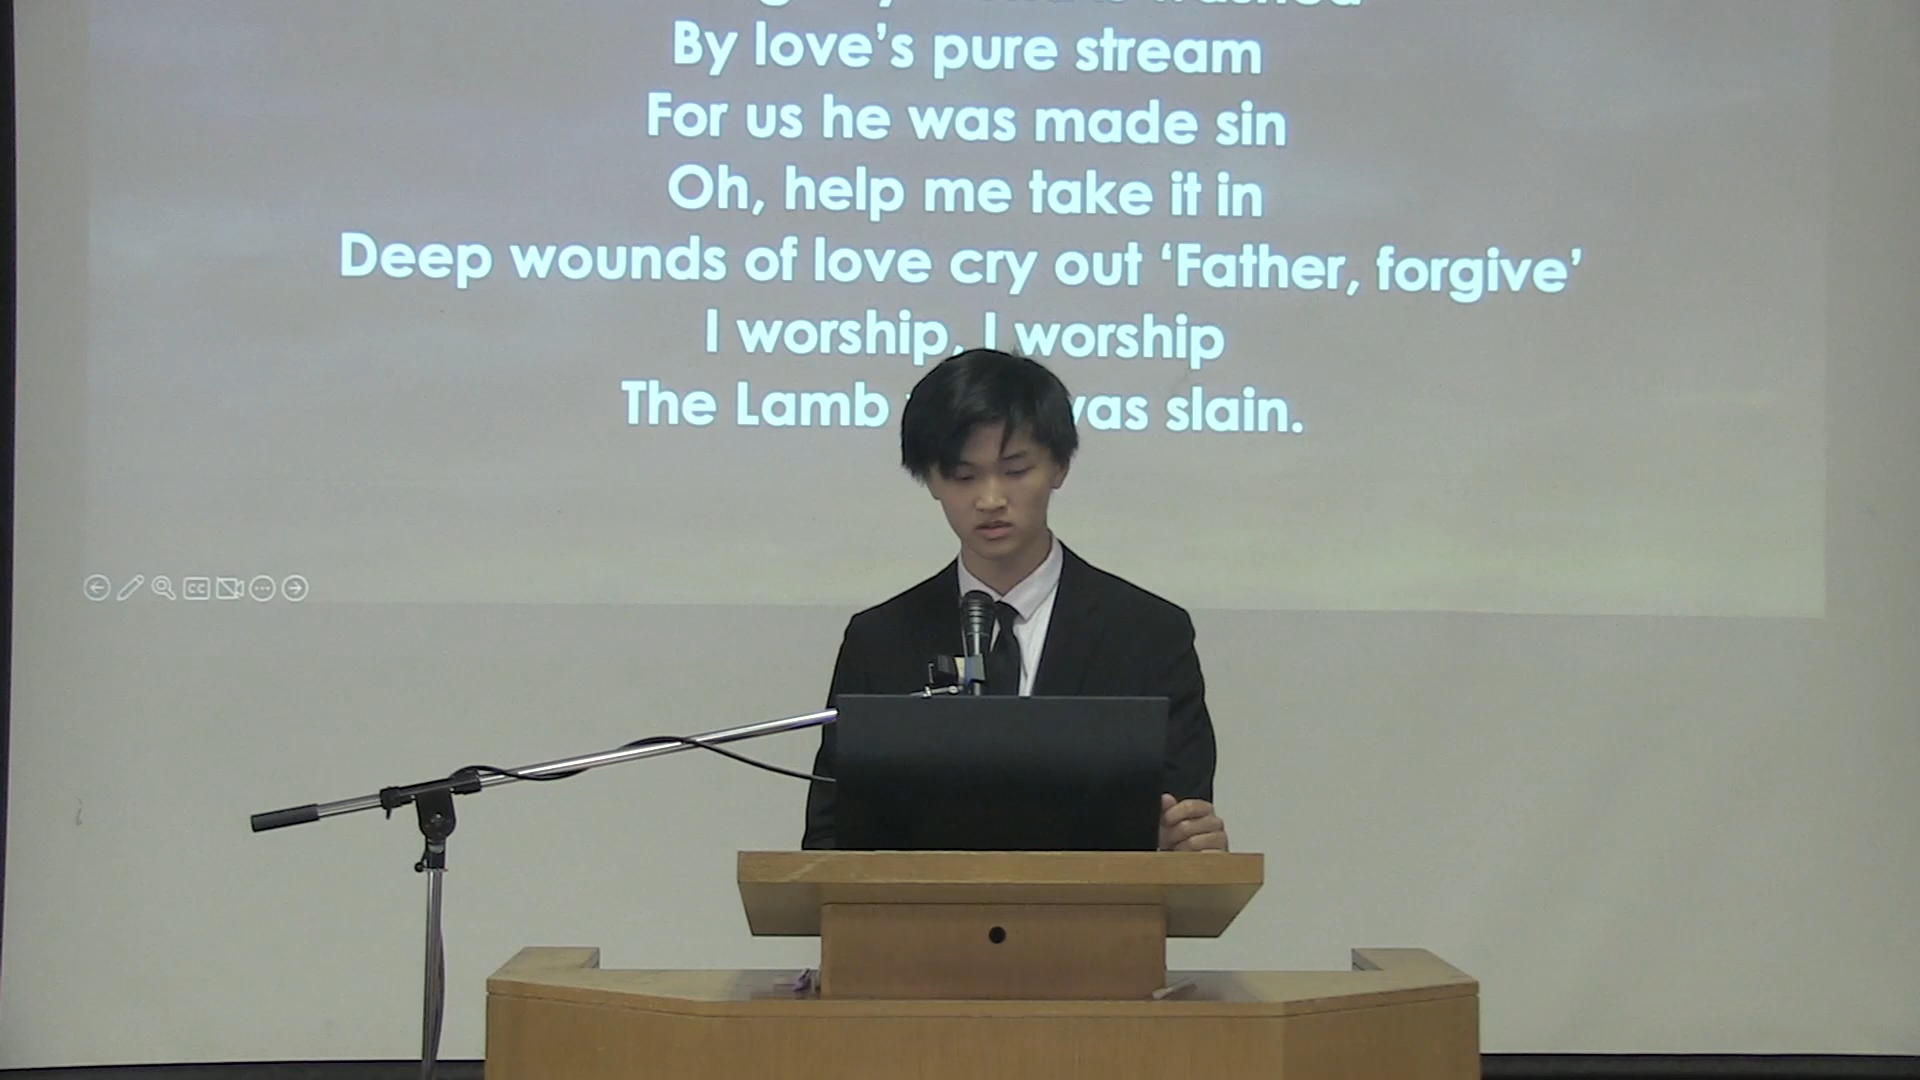 By love's pure stream
For us he was made sin
Oh, help me take it in
Deep wounds of love cry out 'Father, forgive'
I worship, I worship
The Lamb was slain.
CC